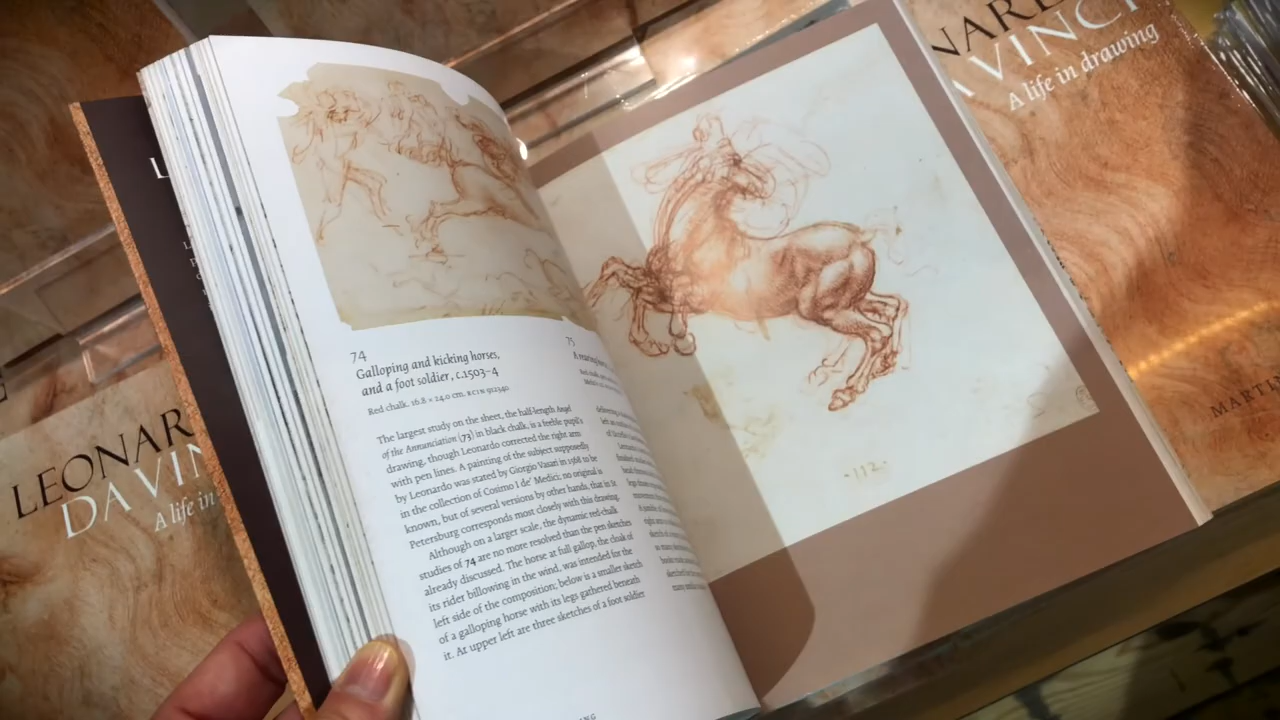 LEONAR
DAVIN
A life in
74
Galloping and kicking horses,
and a foot soldier, c.1503–4
Red chalk, 16.8 × 24.0 cm, RCIN 912340
The largest study on the sheet, the half-length Angel
of the Annunciation (73) in black chalk, is a feeble pupil's
drawing, though Leonardo corrected the right arm
with pen lines. A painting of the subject supposedly
by Leonardo was stated by Giorgio Vasari in 1568 to be
in the collection of Cosimo I de' Medici; no original is
known, but of several versions by other hands, that in St
Petersburg corresponds most closely with this drawing.
Although on a larger scale, the dynamic red-chalk
studies of 74 are no more resolved than the pen sketches
already discussed. The horse at full gallop, the cloak of
its rider billowing in the wind, was intended for the
left side of the composition; below is a smaller sketch
of a galloping horse with its legs gathered beneath
it. At upper left are three sketches of a foot soldier
75
A rearing
Red chalk
-112-
NARD
A VINCI
A life in drawing
MARTIN